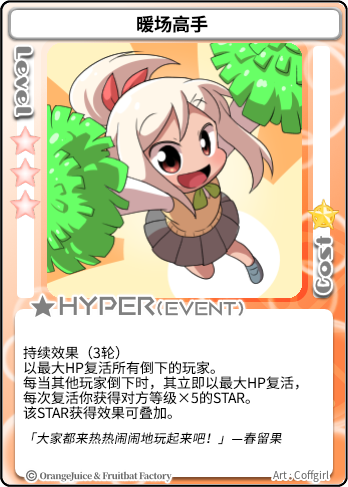 暖场高手
Level
Cost
HYPER(EVENT)
持续效果（3轮）
以最大HP复活所有倒下的玩家。
每当其他玩家倒下时，其立即以最大HP复活，
每次复活你获得对方等级×5的STAR。
该STAR获得效果可叠加。
「大家都来热热闹闹地玩起来吧！」—春留果
© OrangeJuice & Fruitbat Factory
Art:Coffgirl